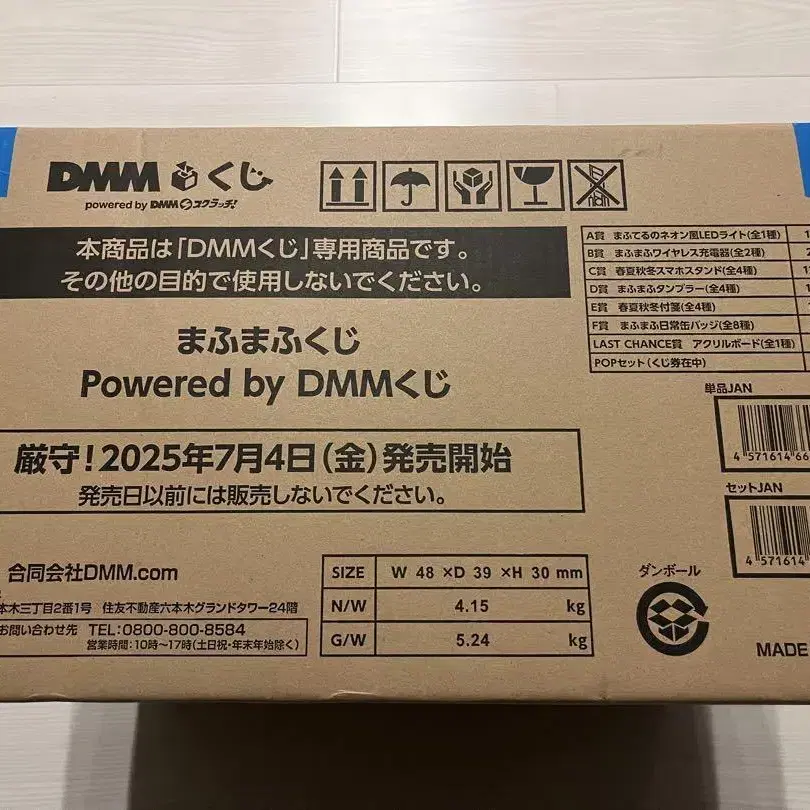 DMMくじ
powered by DMMスクラッチ!
本商品は「DMMくじ」専用商品です。
その他の目的で使用しないでください。
まふまふくじ
Powered by DMMくじ
厳守!2025年7月4日(金)発売開始
発売日以前には販売しないでください。
A賞 まふてるのネオン風LEDライト(全1種)
B賞 まふまふワイヤレス充電器(全2種)
C賞 春夏秋冬スマホスタンド(全4種)
D賞 まふまふタンブラー(全4種)
E賞 春夏秋冬付箋(全4種)
F賞 まふまふ日常缶バッジ(全8種)
LAST CHANCE賞 アクリルボード(全1種)
POPセット(くじ券在中)
単品JAN
4 571614 66
セットJAN
4 571614
合同会社DMM.com
本木三丁目2番1号 住友不動産六本木グランドタワー24階
お問い合わせ先 TEL:0800-800-8584
営業時間:10時～17時(土日祝・年末年始除く)
SIZE W 48 ×D 39 ×H 30 mm
N/W 4.15 kg
G/W 5.24 kg
ダンボール
MADE